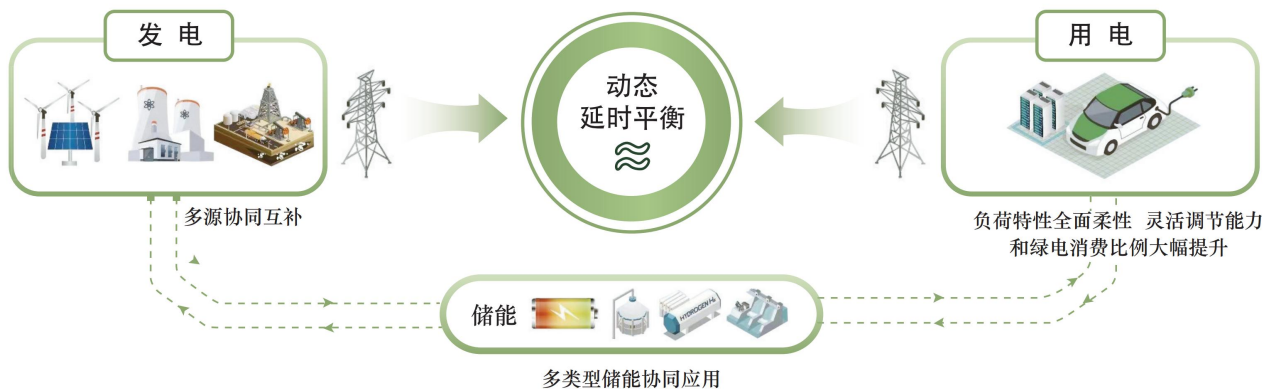 发电
用电
动态
延时平衡
多源协同互补
负荷特性全面柔性 灵活调节能力
和绿电消费比例大幅提升
储能
HYDROGEN H₂
多类型储能协同应用